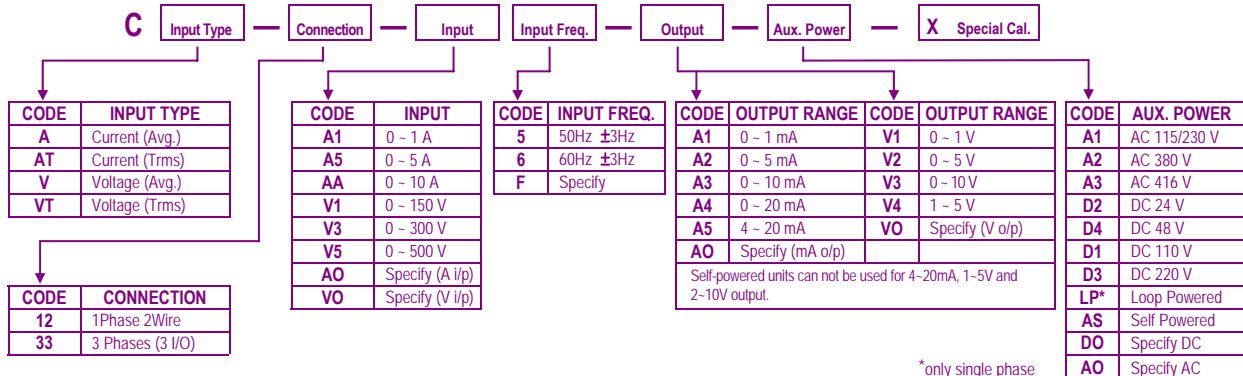 C Input Type — Connection — Input Input Freq. — Output — Aux. Power — X Special Cal.
CODE INPUT TYPE
A Current (Avg.)
AT Current (Trms)
V Voltage (Avg.)
VT Voltage (Trms)
CODE CONNECTION
12 1Phase 2Wire
33 3 Phases (3 I/O)
CODE INPUT
A1 0 ~ 1 A
A5 0 ~ 5 A
AA 0 ~ 10 A
V1 0 ~ 150 V
V3 0 ~ 300 V
V5 0 ~ 500 V
AO Specify (A i/p)
VO Specify (V i/p)
CODE INPUT FREQ.
5 50Hz ±3Hz
6 60Hz ±3Hz
F Specify
CODE OUTPUT RANGE CODE OUTPUT RANGE
A1 0 ~ 1 mA V1 0 ~ 1 V
A2 0 ~ 5 mA V2 0 ~ 5 V
A3 0 ~ 10 mA V3 0 ~ 10 V
A4 0 ~ 20 mA V4 1 ~ 5 V
A5 4 ~ 20 mA VO Specify (V o/p)
AO Specify (mA o/p)
Self-powered units can not be used for 4~20mA, 1~5V and
2~10V output.
CODE AUX. POWER
A1 AC 115/230 V
A2 AC 380 V
A3 AC 416 V
D2 DC 24 V
D4 DC 48 V
D1 DC 110 V
D3 DC 220 V
LP* Loop Powered
AS Self Powered
DO Specify DC
AO Specify AC
*only single phase